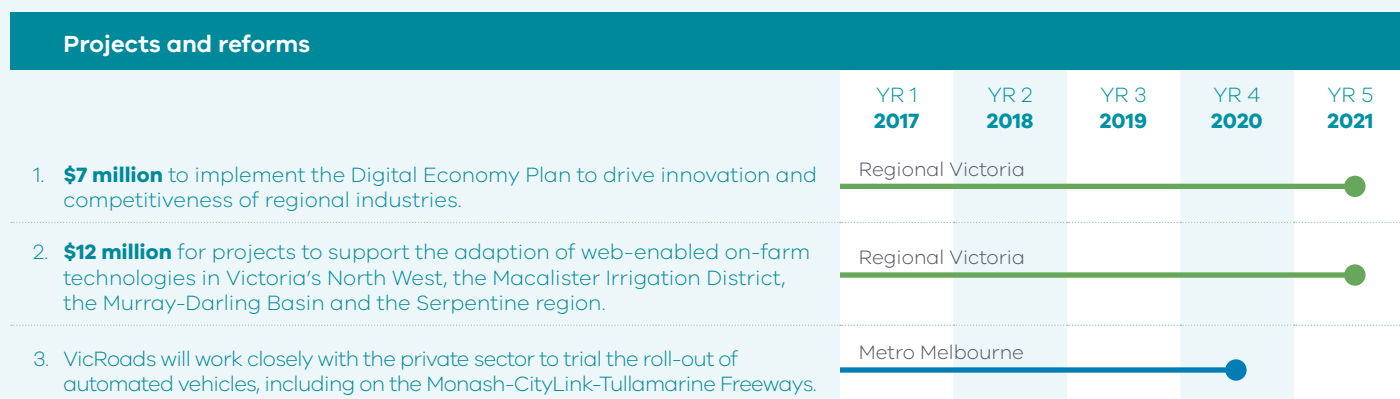 Projects and reforms
YR 1 YR 2 YR 3 YR 4 YR 5
2017 2018 2019 2020 2021
1. $7 million to implement the Digital Economy Plan to drive innovation and
competitiveness of regional industries.
Regional Victoria
2. $12 million for projects to support the adaption of web-enabled on-farm
technologies in Victoria’s North West, the Macalister Irrigation District,
the Murray-Darling Basin and the Serpentine region.
Regional Victoria
3. VicRoads will work closely with the private sector to trial the roll-out of
automated vehicles, including on the Monash-CityLink-Tullamarine Freeways.
Metro Melbourne